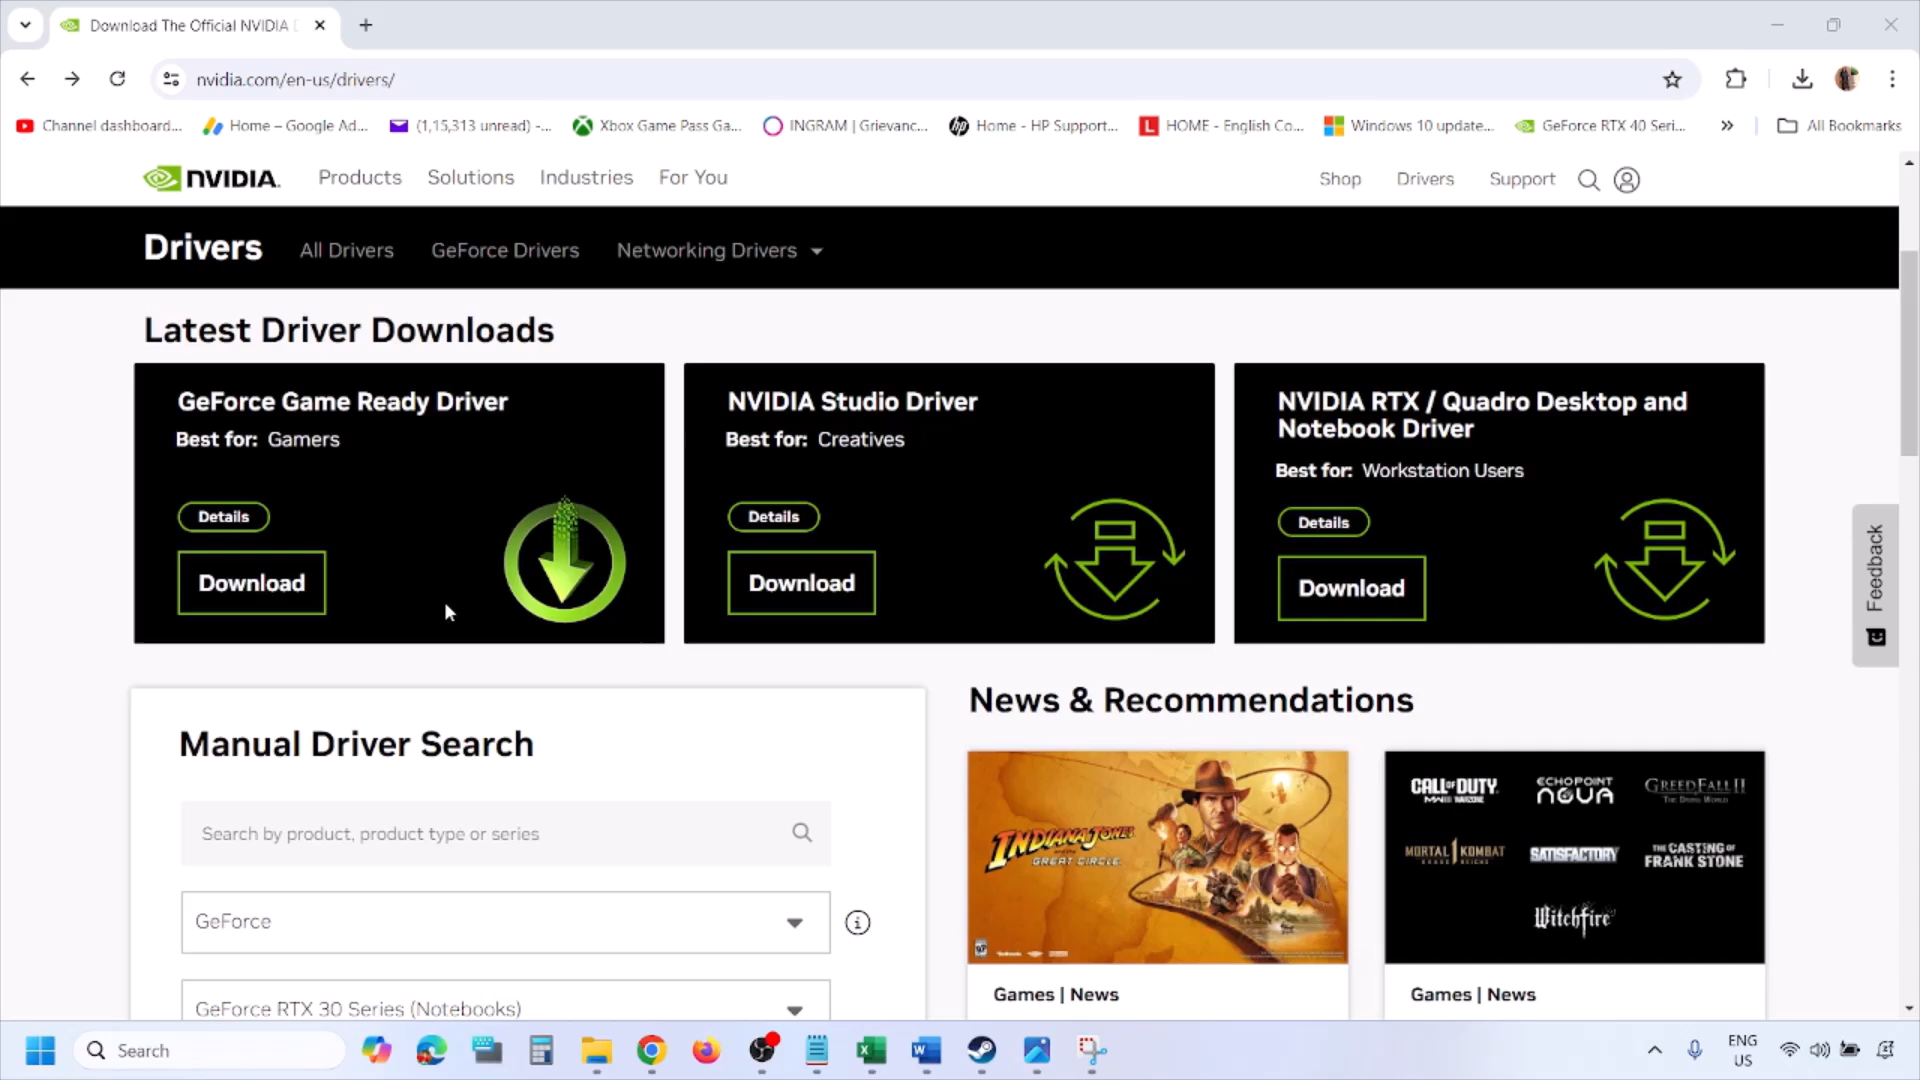 Download The Official NVIDIA
nvidia.com/en-us/drivers/
Channel dashboard...
Home – Google Ad...
(1,15,313 unread) -...
Xbox Game Pass Ga...
INGRAM | Grievanc...
Home - HP Support...
HOME - English Co...
Windows 10 update...
GeForce RTX 40 Seri...
All Bookmarks
NVIDIA.
Products
Solutions
Industries
For You
Shop
Drivers
Support
Drivers
All Drivers
GeForce Drivers
Networking Drivers
Latest Driver Downloads
GeForce Game Ready Driver
Best for: Gamers
Details
Download
NVIDIA Studio Driver
Best for: Creatives
Details
Download
NVIDIA RTX / Quadro Desktop and
Notebook Driver
Best for: Workstation Users
Details
Download
Feedback
Manual Driver Search
Search by product, product type or series
GeForce
GeForce RTX 30 Series (Notebooks)
News & Recommendations
INDIANA JONES
GREAT CIRCLE
Games | News
CALL OF DUTY
ECHOPOINT
NOVA
GREEDFALL II
THE DYING WORLD
MORTAL KOMBAT 1
SATISFACTORY
THE CASTING OF
FRANK STONE
Witchfire
Games | News
Search
ENG
US